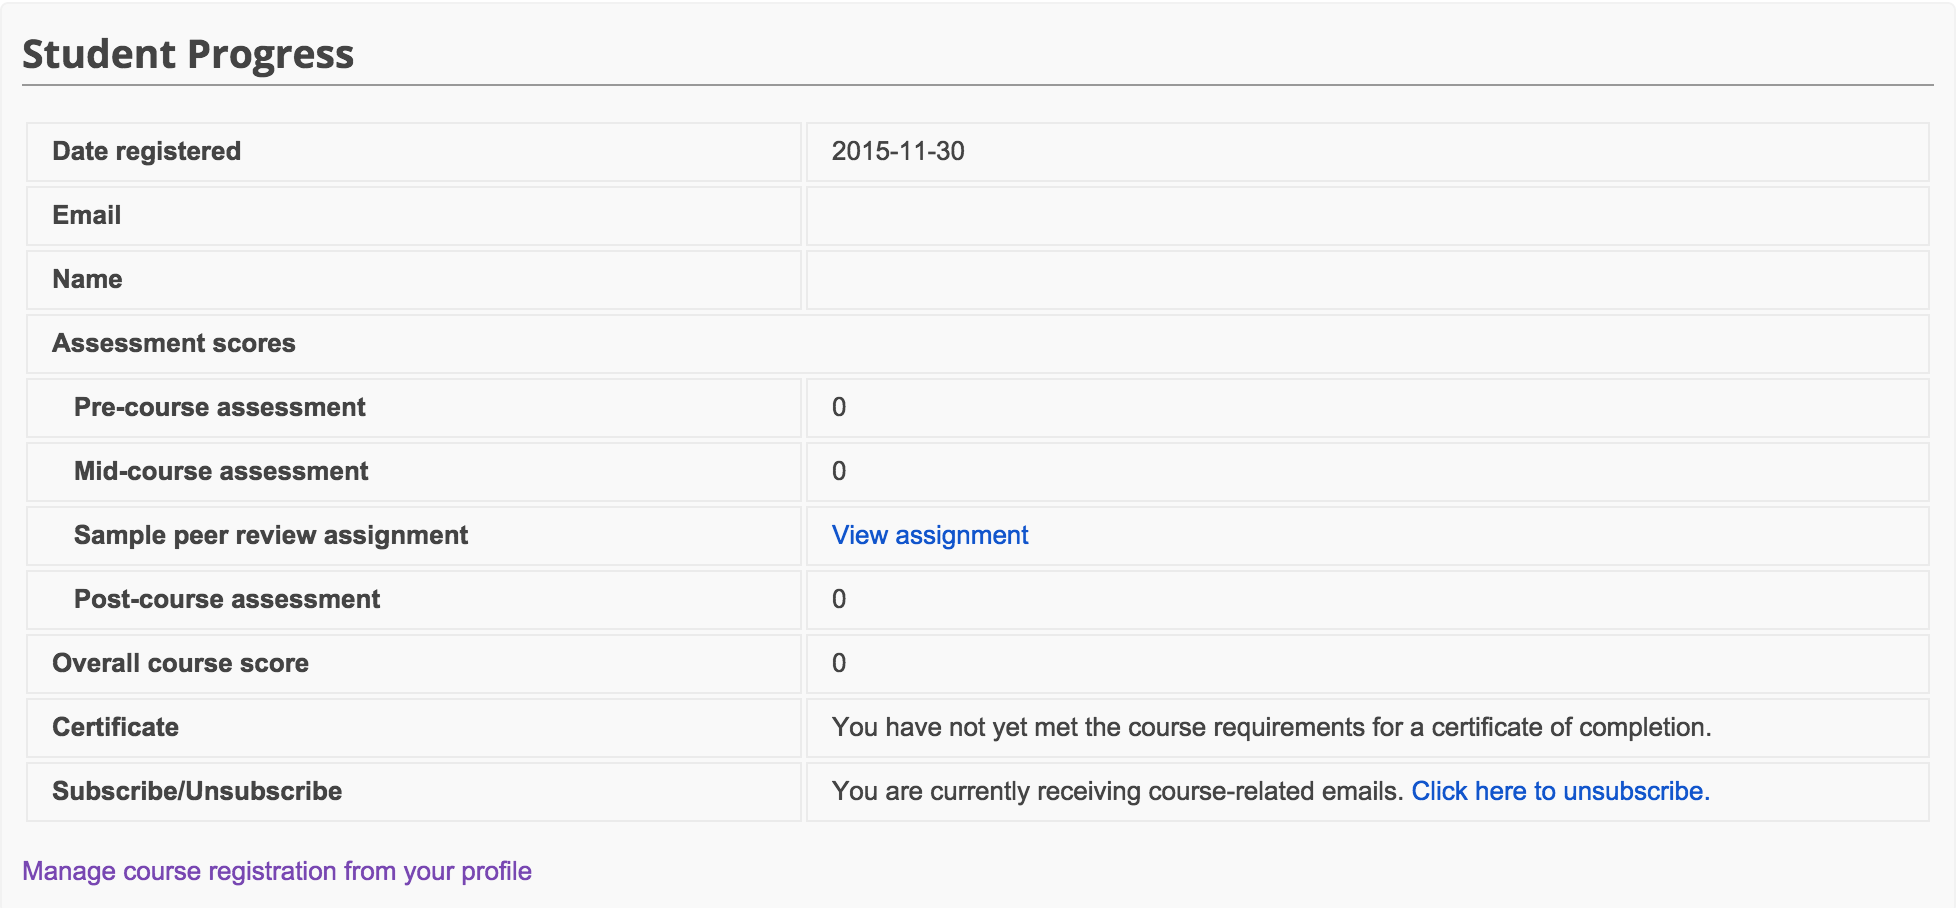 Student Progress
Date registered 2015-11-30
Email
Name
Assessment scores
Pre-course assessment 0
Mid-course assessment 0
Sample peer review assignment View assignment
Post-course assessment 0
Overall course score 0
Certificate You have not yet met the course requirements for a certificate of completion.
Subscribe/Unsubscribe You are currently receiving course-related emails. Click here to unsubscribe.
Manage course registration from your profile